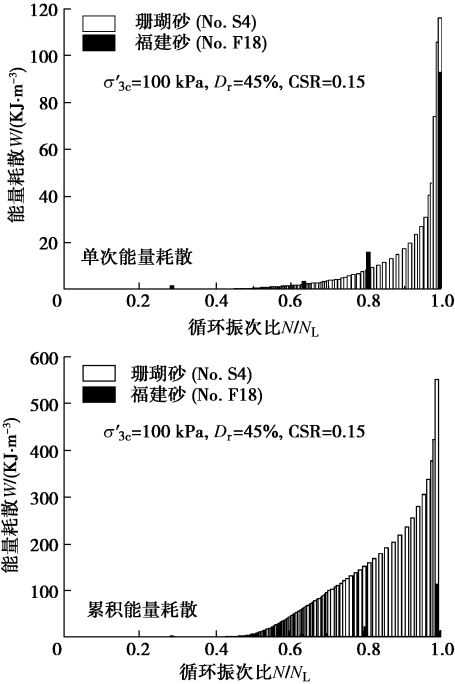 120
100
80
60
40
20
能量耗散W/(KJ·m⁻³)
珊瑚砂 (No. S4)
福建砂 (No. F18)
σ′₃c=100 kPa, Dr=45%, CSR=0.15
单次能量耗散
0 0.2 0.4 0.6 0.8 1.0
循环振次比N/NL
600
500
400
300
200
100
能量耗散W/(KJ·m⁻³)
珊瑚砂 (No. S4)
福建砂 (No. F18)
σ′₃c=100 kPa, Dr=45%, CSR=0.15
累积能量耗散
0 0.2 0.4 0.6 0.8 1.0
循环振次比N/NL